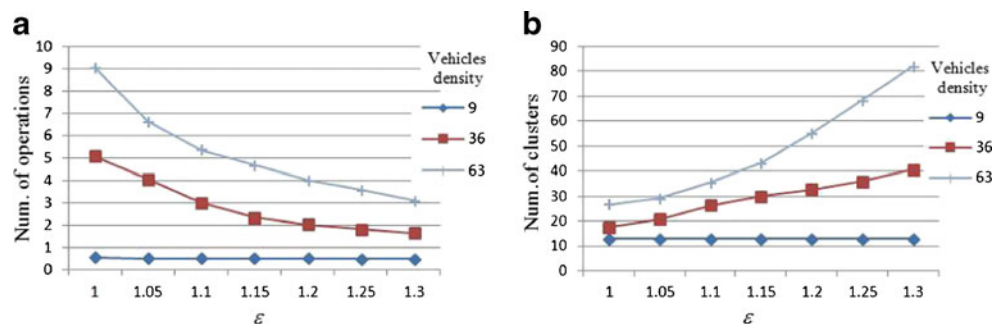 a
10
9
8
7
6
5
4
3
2
1
0
Num. of operations
1 1.05 1.1 1.15 1.2 1.25 1.3
ε
Vehicles
density
9
36
63
b
90
80
70
60
50
40
30
20
10
0
Num.of clusters
1 1.05 1.1 1.15 1.2 1.25 1.3
ε
Vehicles
density
9
36
63